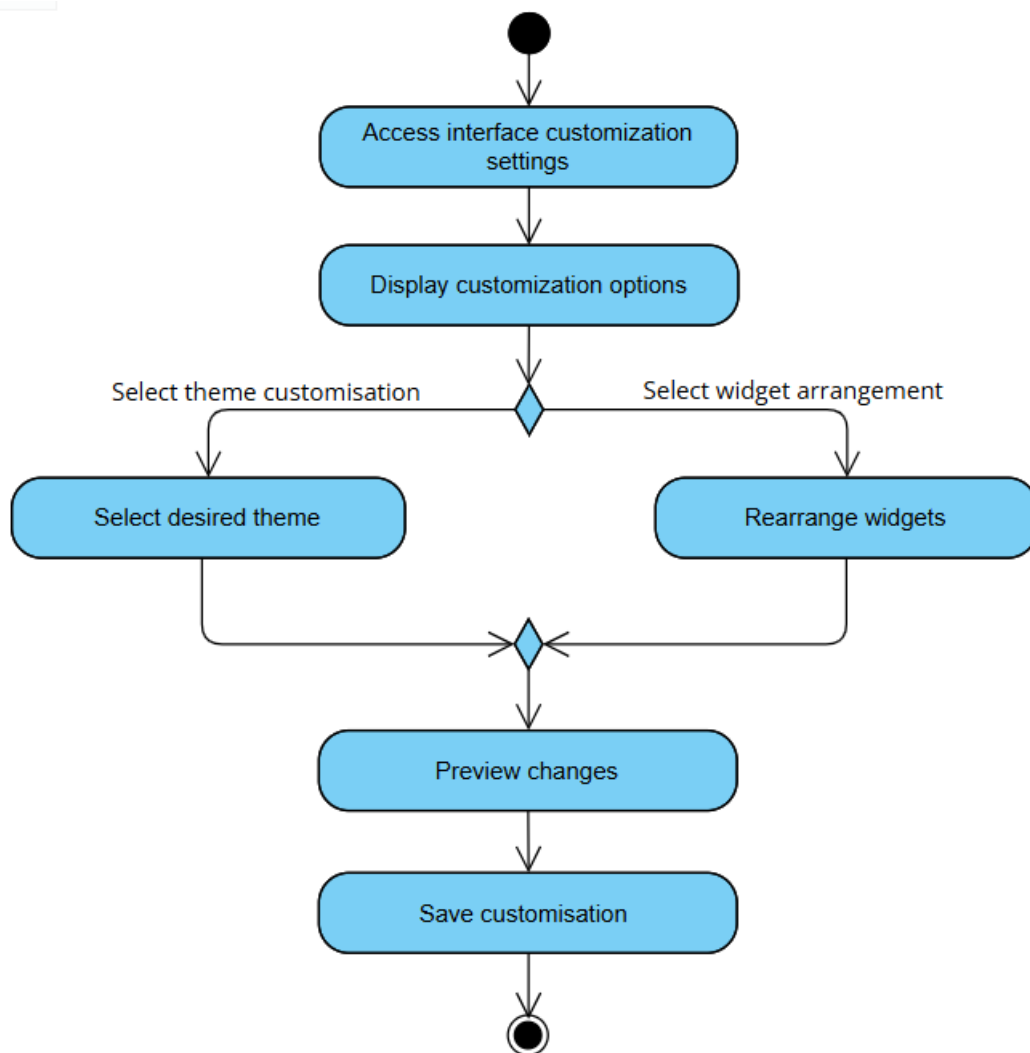 Access interface customization
settings
Display customization options
Select theme customisation
Select widget arrangement
Select desired theme
Rearrange widgets
Preview changes
Save customisation